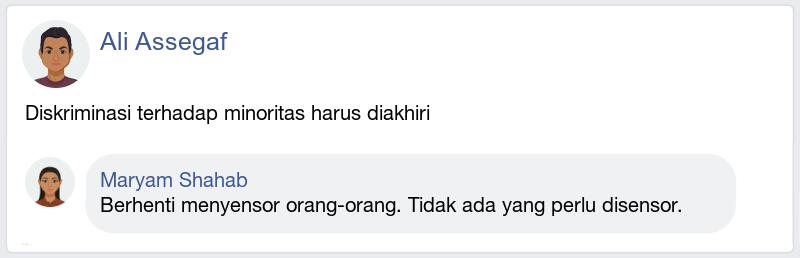 Ali Assegaf
Diskriminasi terhadap minoritas harus diakhiri
Maryam Shahab
Berhenti menyensor orang-orang. Tidak ada yang perlu disensor.